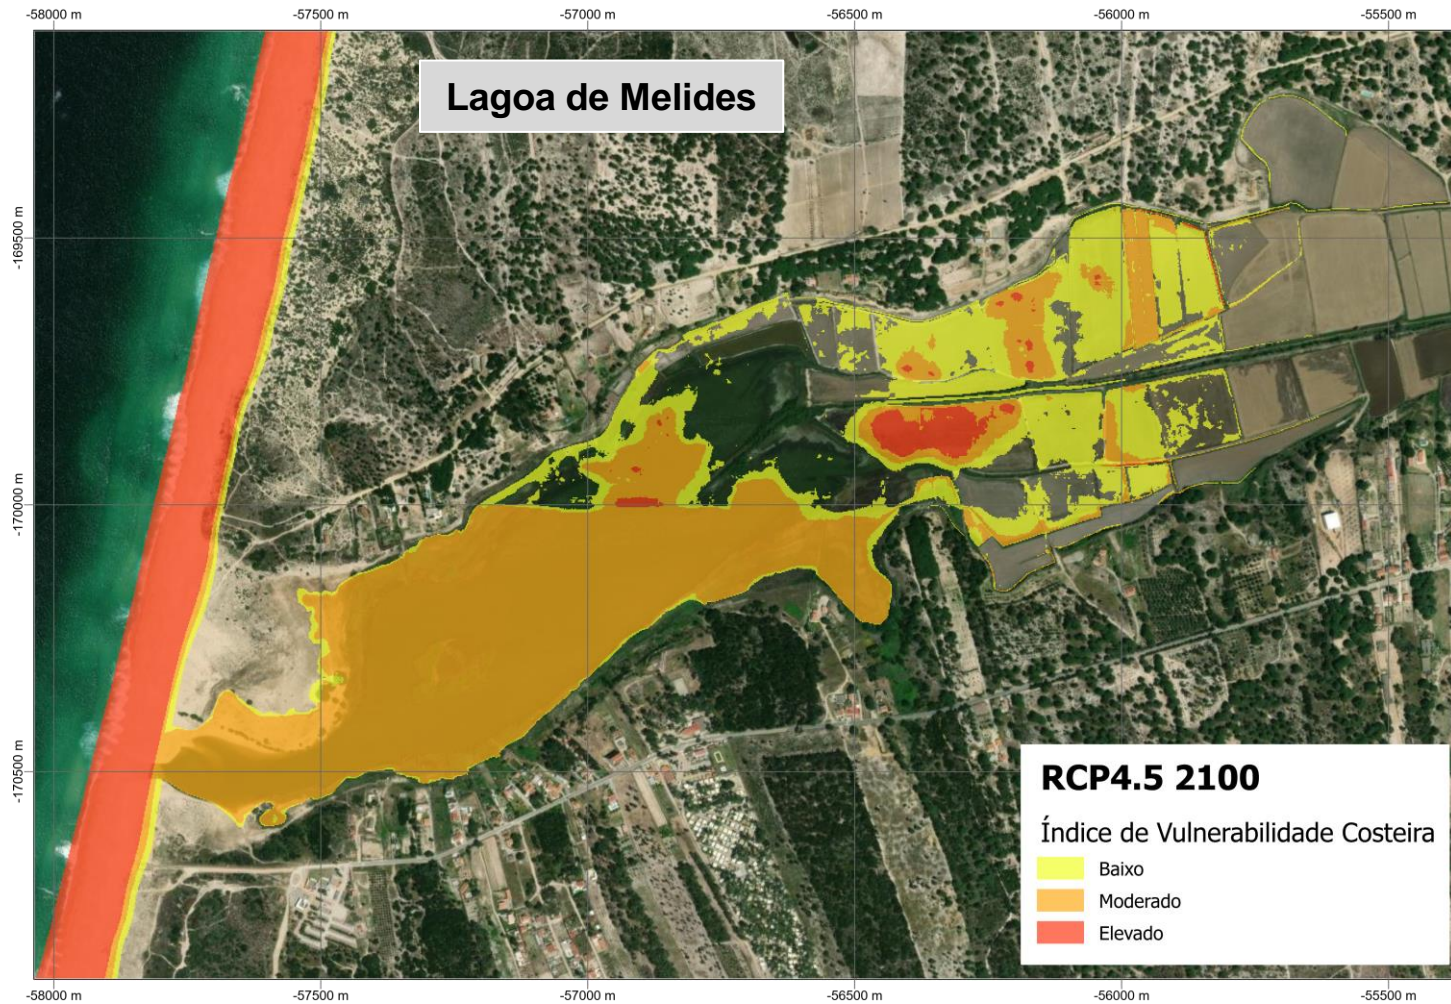 -58000 m
-57500 m
-57000 m
-56500 m
-56000 m
-55500 m
Lagoa de Melides
-169500 m
-170000 m
-170500 m
RCP4.5 2100
Índice de Vulnerabilidade Costeira
Baixo
Moderado
Elevado
-58000 m
-57500 m
-57000 m
-56500 m
-56000 m
-55500 m